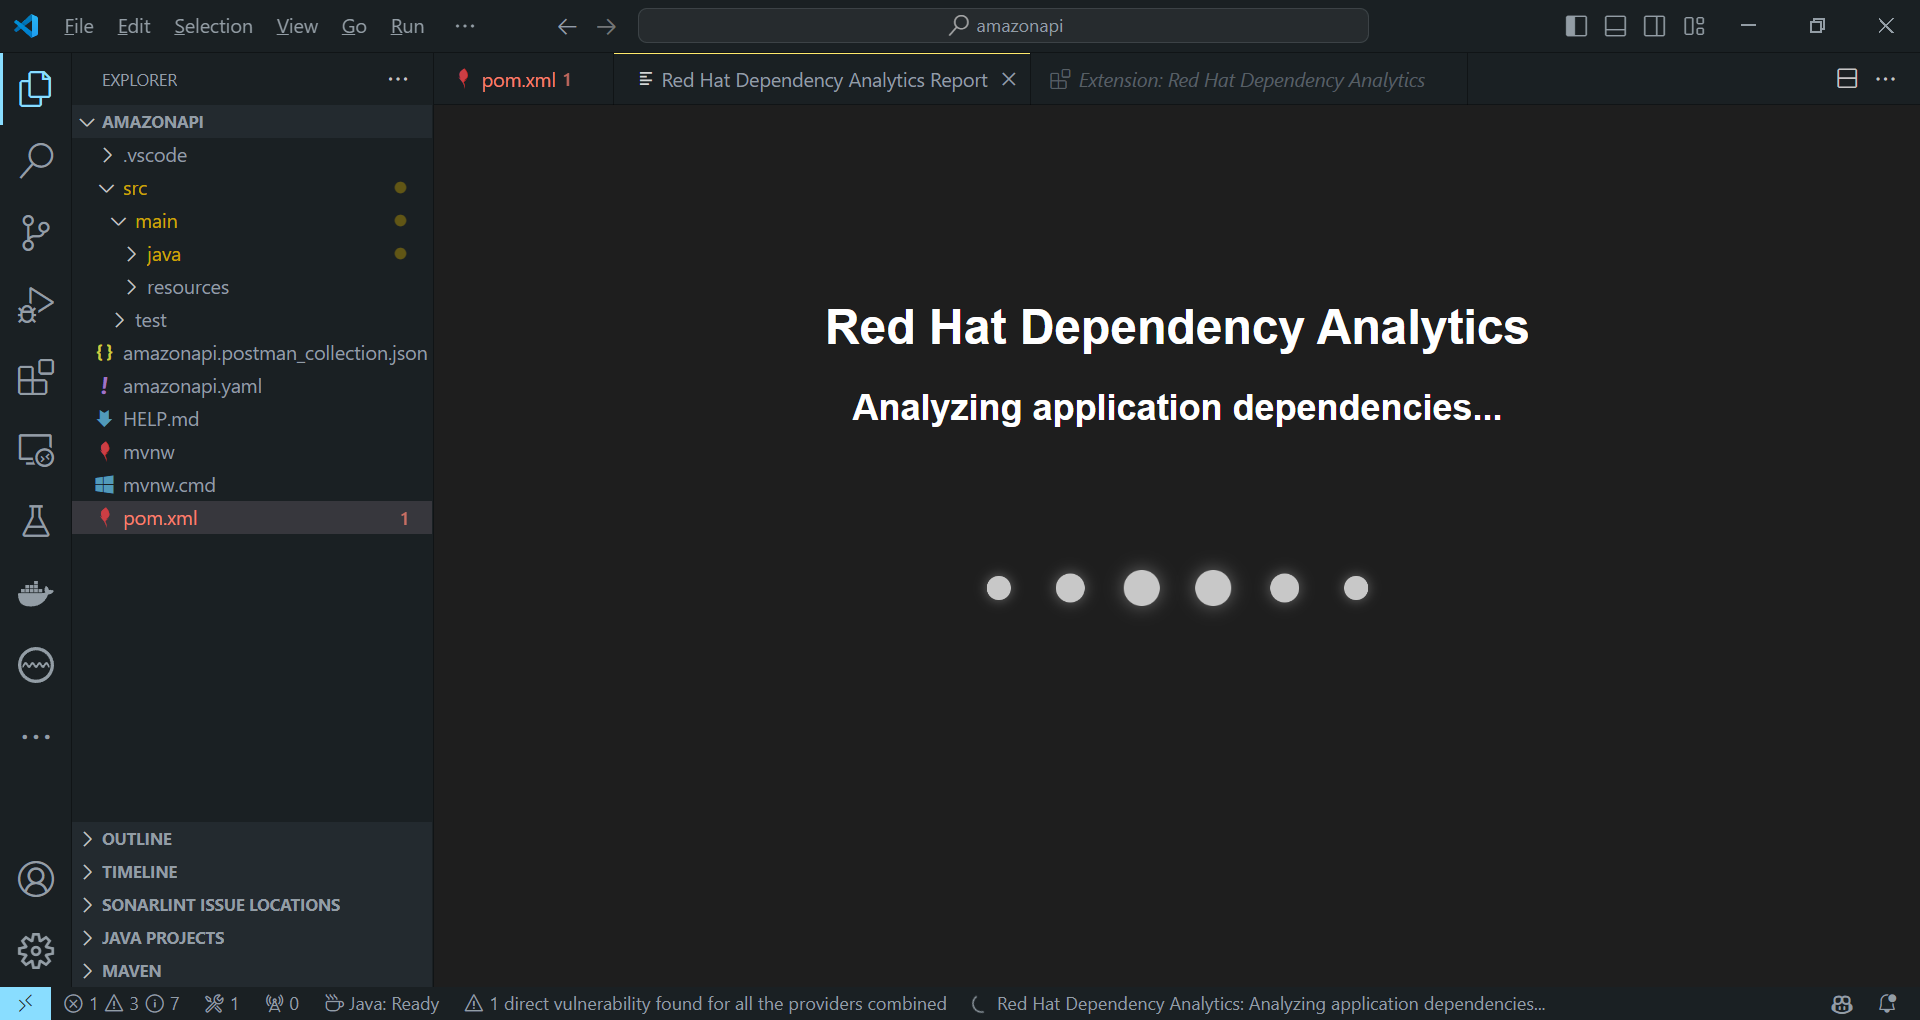 File Edit Selection View Go Run ···
amazonapi
EXPLORER
pom.xml 1
Red Hat Dependency Analytics Report
Extension: Red Hat Dependency Analytics
AMAZONAPI
.vscode
src
main
java
resources
test
{} amazonapi.postman_collection.json
! amazonapi.yaml
HELP.md
mvnw
mvnw.cmd
pom.xml 1
Red Hat Dependency Analytics
Analyzing application dependencies...
OUTLINE
TIMELINE
SONARLINT ISSUE LOCATIONS
JAVA PROJECTS
MAVEN
1 3 7 1 0 Java: Ready 1 direct vulnerability found for all the providers combined Red Hat Dependency Analytics: Analyzing application dependencies...